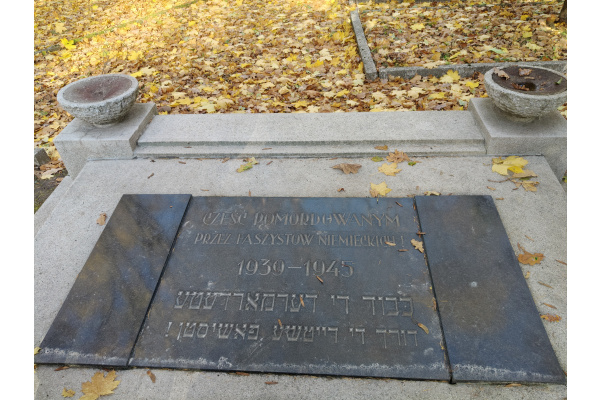 CZEŚĆ POMORDOWANYM
PRZEZ FASZYSTÓW NIEMIECKICH
1939–1945
כבוד די דערמארדעטע
דורך די דייטשע פאשיסטן !